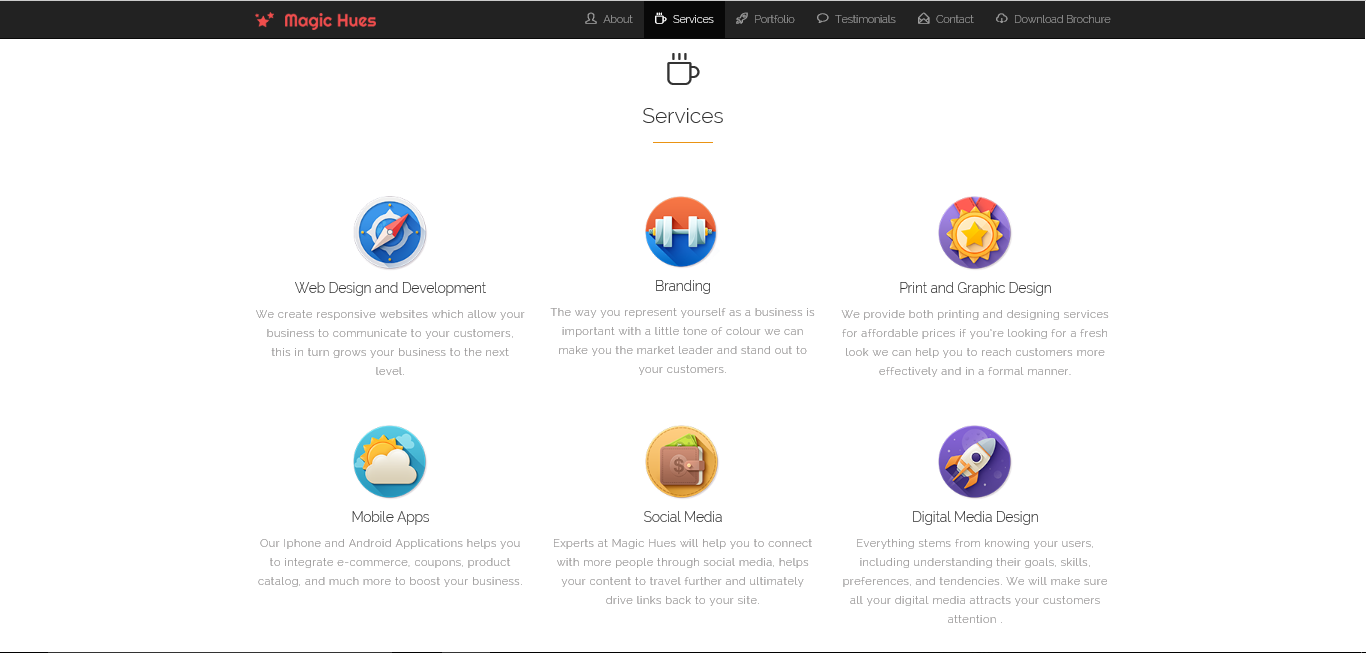 Magic Hues
About
Services
Portfolio
Testimonials
Contact
Download Brochure
Services
Web Design and Development
We create responsive websites which allow your
business to communicate to your customers,
this in turn grows your business to the next
level.
Branding
The way you represent yourself as a business is
important with a little tone of colour we can
make you the market leader and stand out to
your customers.
Print and Graphic Design
We provide both printing and designing services
for affordable prices if you're looking for a fresh
look we can help you to reach customers more
effectively and in a formal manner.
Mobile Apps
Our Iphone and Android Applications helps you
to integrate e-commerce, coupons, product
catalog, and much more to boost your business.
Social Media
Experts at Magic Hues will help you to connect
with more people through social media, helps
your content to travel further and ultimately
drive links back to your site.
Digital Media Design
Everything stems from knowing your users,
including understanding their goals, skills,
preferences, and tendencies. We will make sure
all your digital media attracts your customers
attention .